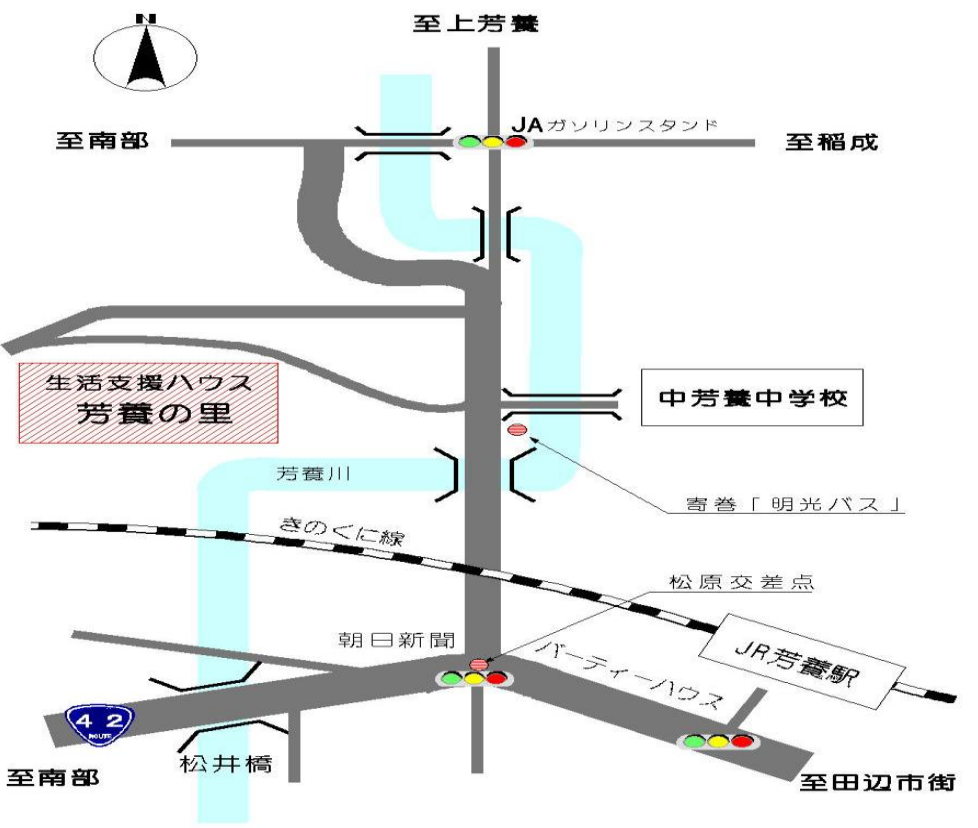 N
至上芳養
JAガソリンスタンド
至南部
至稲成
生活支援ハウス
芳養の里
中芳養中学校
芳養川
寄巻「明光バス」
きのくに線
松原交差点
朝日新聞
パーティーハウス
JR芳養駅
42
ROUTE
松井橋
至南部
至田辺市街